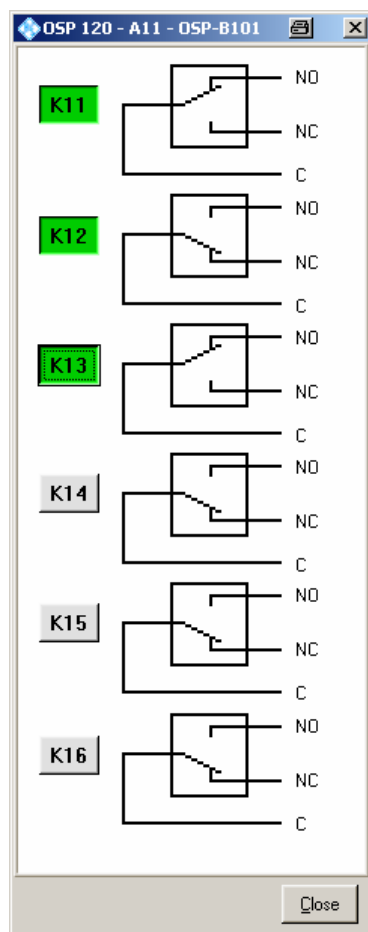 OSP 120 - A11 - OSP-B101
K11
NO
NC
C
K12
NO
NC
C
K13
NO
NC
C
K14
NO
NC
C
K15
NO
NC
C
K16
NO
NC
C
Close